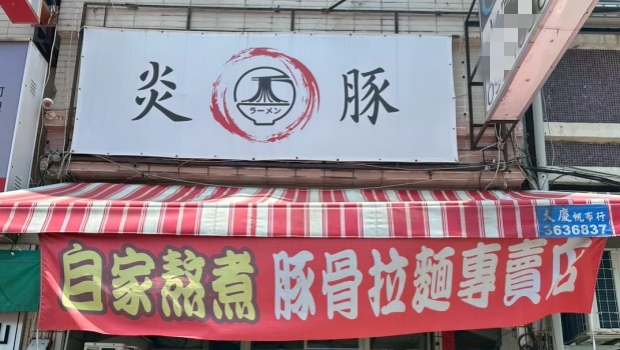 炎 豚
ラーメン
大慶帆布行
3636837
自家熬煮 豚骨拉麵專賣店